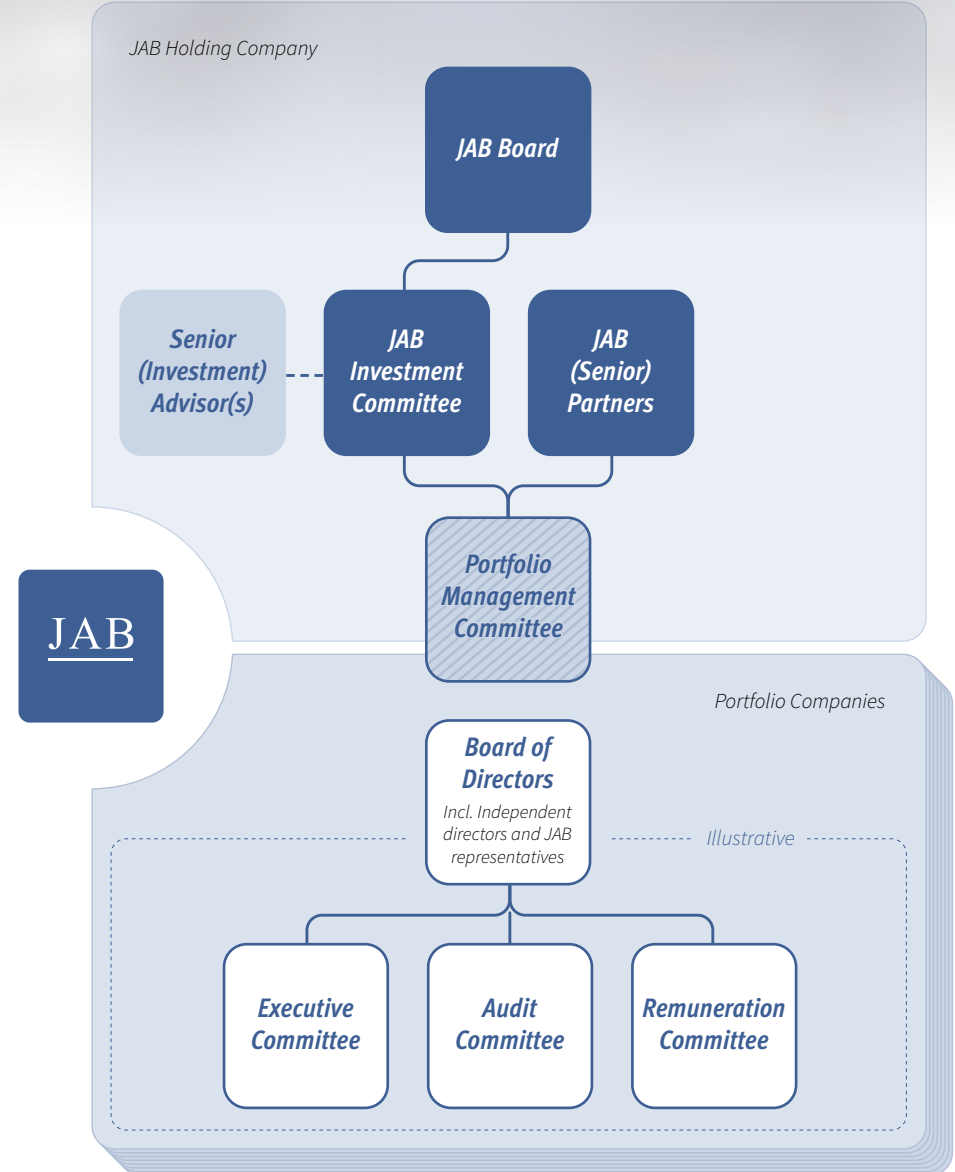 JAB Holding Company
JAB Board
Senior
(Investment)
Advisor(s)
JAB
Investment
Committee
JAB
(Senior)
Partners
Portfolio
Management
Committee
JAB
Portfolio Companies
Board of
Directors
Incl. Independent
directors and JAB
representatives
Illustrative
Executive
Committee
Audit
Committee
Remuneration
Committee